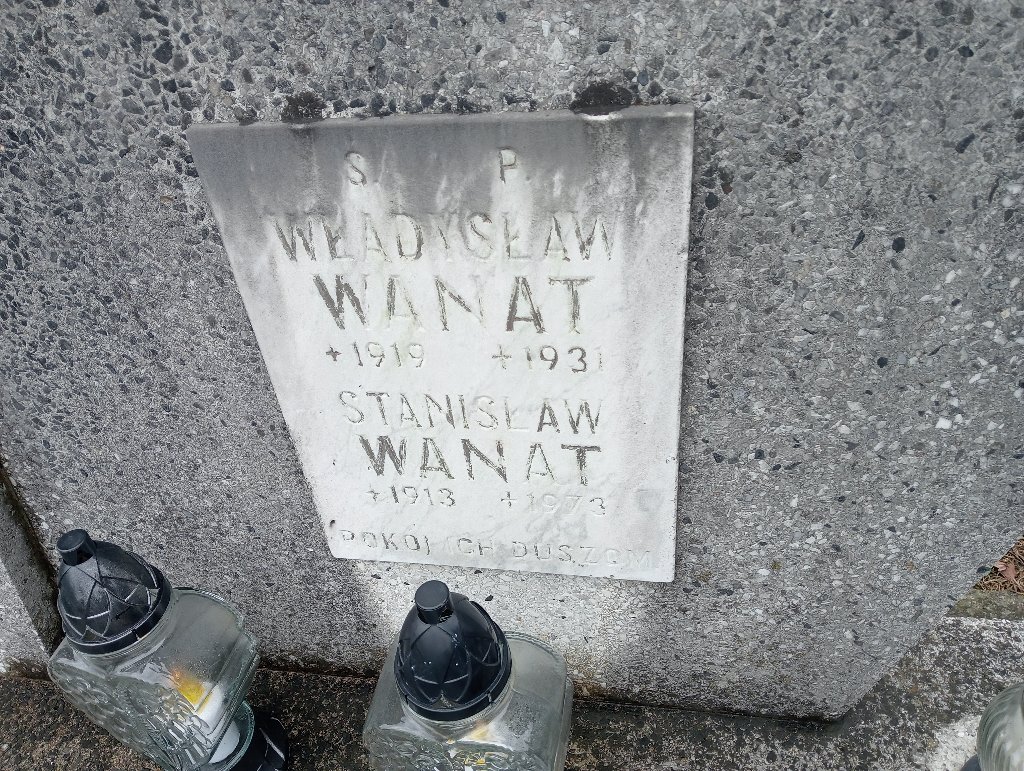 S. P.
WŁADYSŁAW
WANAT
+1919 +1931
STANISŁAW
WANAT
+1913 +1973
POKÓJ ICH DUSZOM